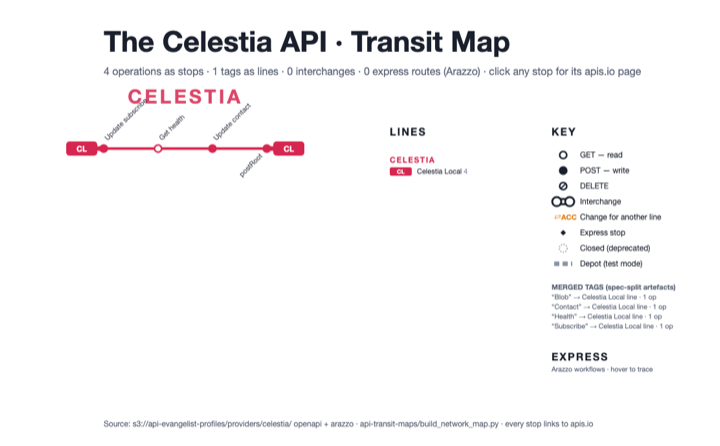 The Celestia API · Transit Map
4 operations as stops · 1 tags as lines · 0 interchanges · 0 express routes (Arazzo) · click any stop for its apis.io page
CELESTIA
Update subscribe
Get health
Update contact
CL
CL
postRoot
LINES
CELESTIA
CL Celestia Local 4
KEY
GET — read
POST — write
DELETE
Interchange
⇄ACC Change for another line
Express stop
Closed (deprecated)
Depot (test mode)
MERGED TAGS (spec-split artefacts)
"Blob" → Celestia Local line · 1 op
"Contact" → Celestia Local line · 1 op
"Health" → Celestia Local line · 1 op
"Subscribe" → Celestia Local line · 1 op
EXPRESS
Arazzo workflows · hover to trace
Source: s3://api-evangelist-profiles/providers/celestia/ openapi + arazzo · api-transit-maps/build_network_map.py · every stop links to apis.io